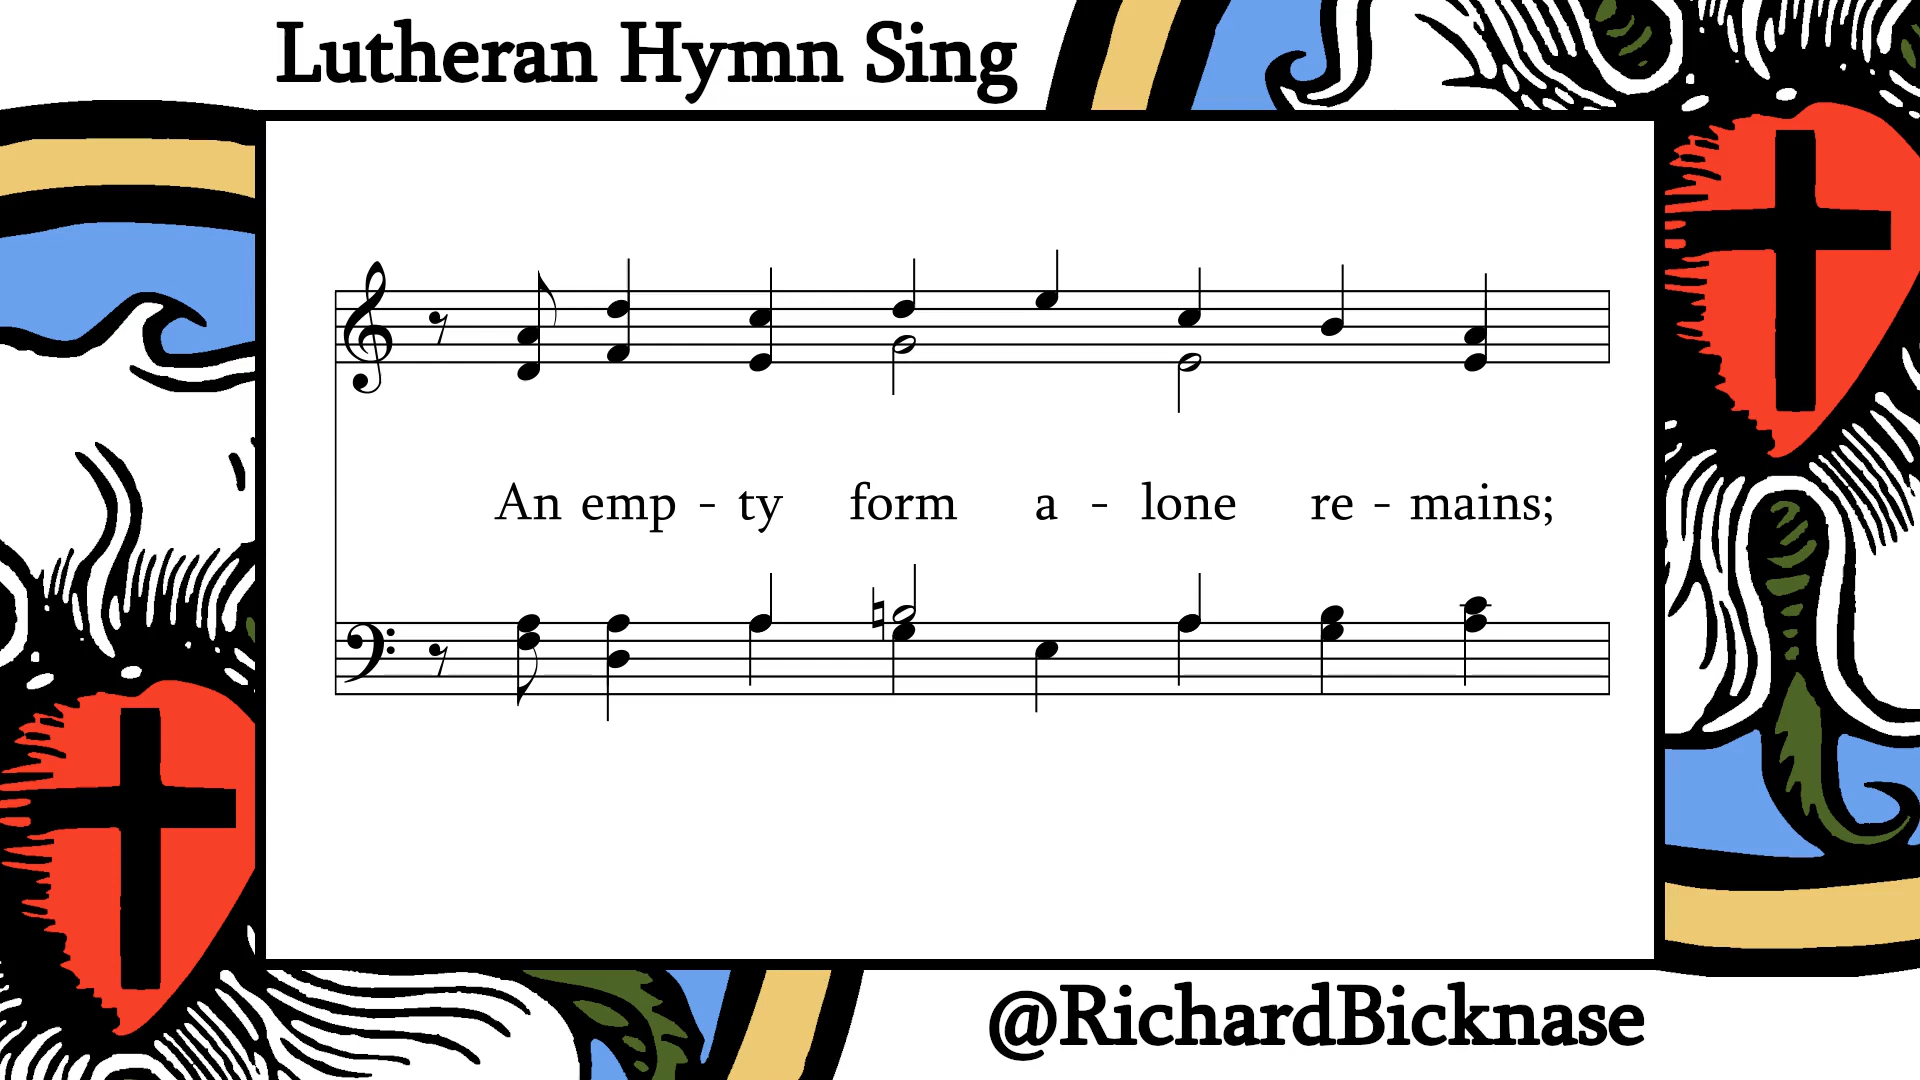 Lutheran Hymn Sing
An emp - ty form a - lone re - mains;
@RichardBicknase